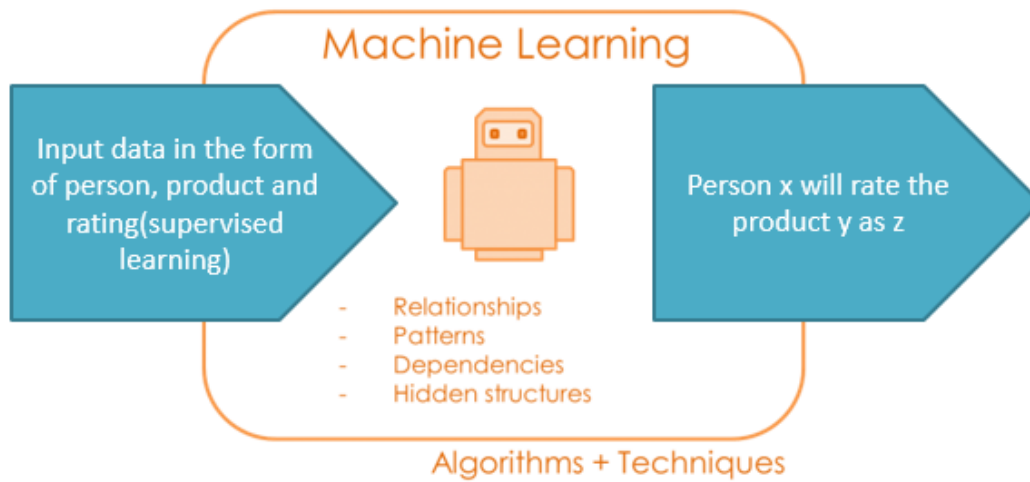 Machine Learning
Input data in the form
of person, product and
rating(supervised
learning)
Person x will rate the
product y as z
- Relationships
- Patterns
- Dependencies
- Hidden structures
Algorithms + Techniques